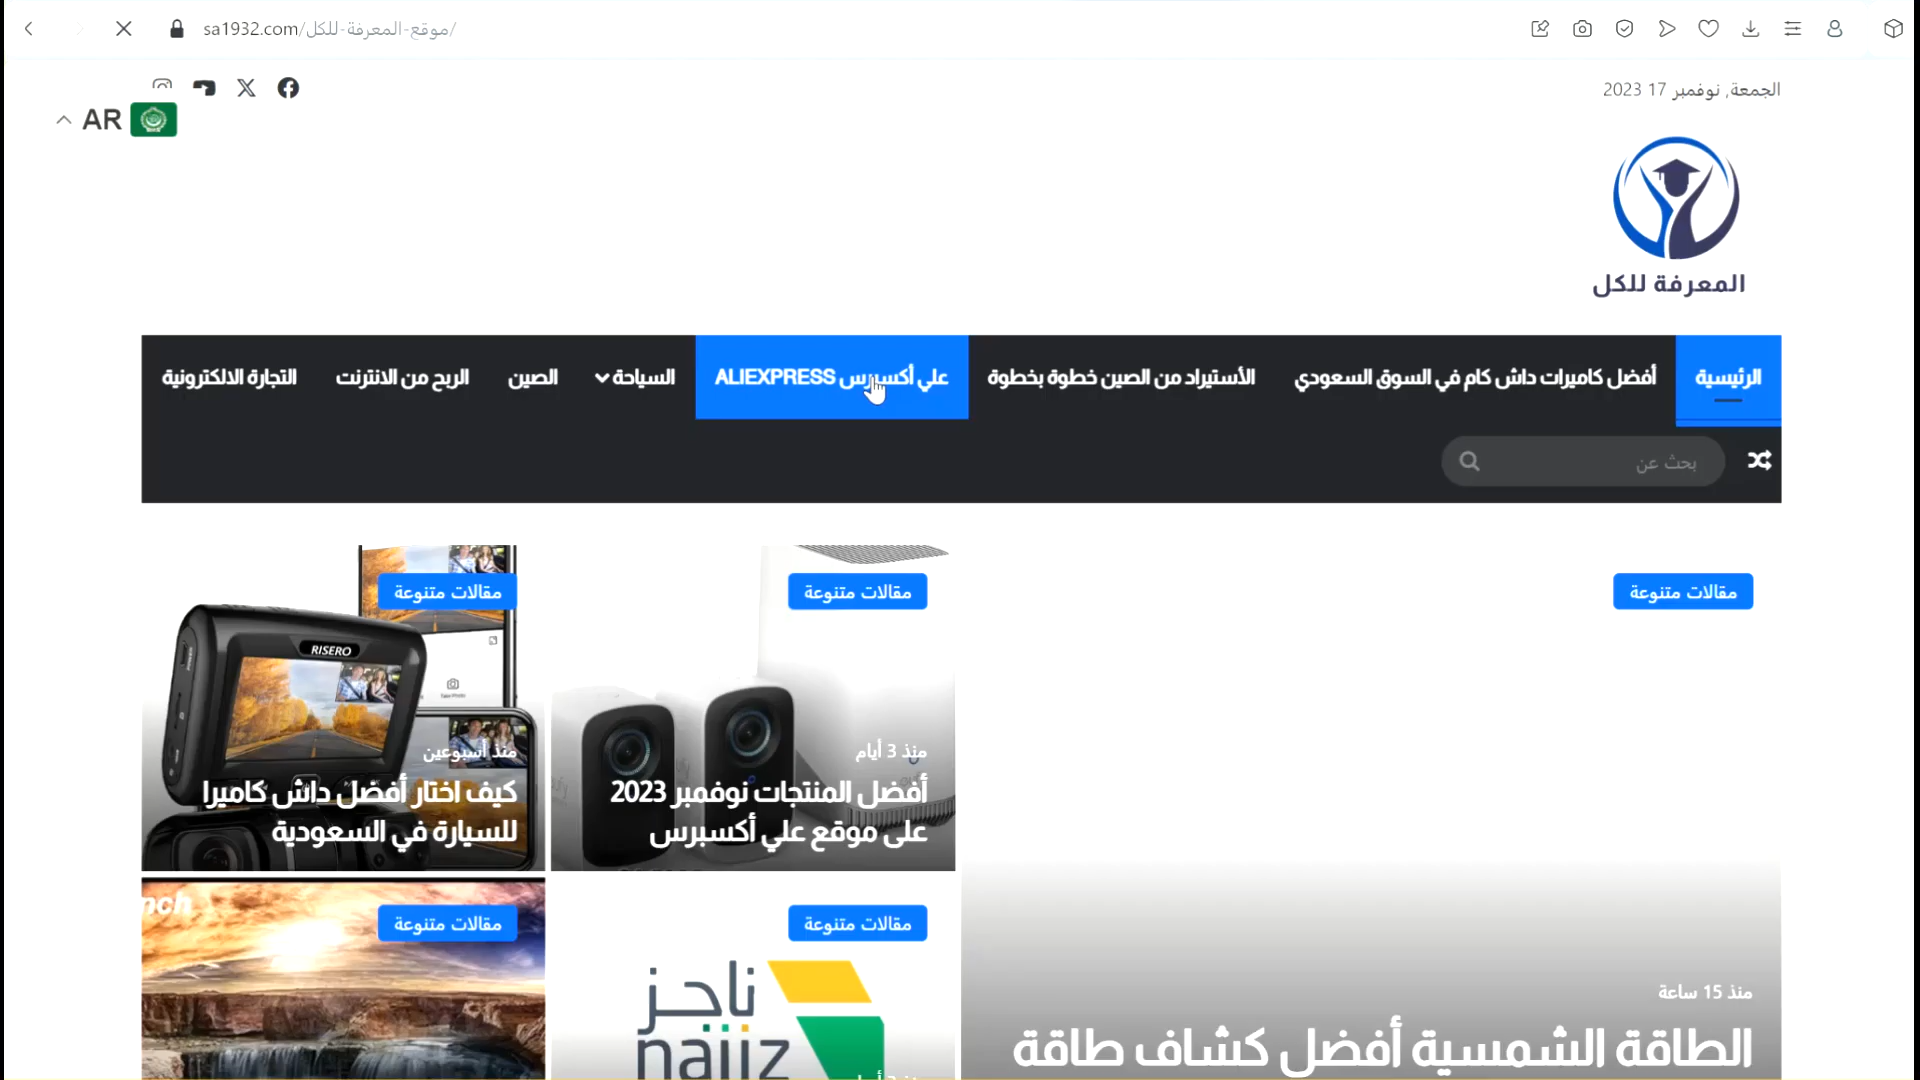 sa1932.com/موقع-المعرفة-للكل/
الجمعة, نوفمبر 17 2023
AR
المعرفة للكل
الرئيسية
أفضل كاميرات داش كام في السوق السعودي
الأستيراد من الصين خطوة بخطوة
علي أكسبرس ALIEXPRESS
السياحة
الصين
الربح من الانترنت
التجارة الالكترونية
بحث عن
مقالات متنوعة
منذ 15 ساعة
الطاقة الشمسية أفضل كشاف طاقة
مقالات متنوعة
منذ 3 أيام
أفضل المنتجات نوفمبر 2023
على موقع علي أكسبرس
مقالات متنوعة
RISERO
منذ أسبوعين
كيف اختار أفضل داش كاميرا
للسيارة في السعودية
مقالات متنوعة
ناجز
najiz
مقالات متنوعة